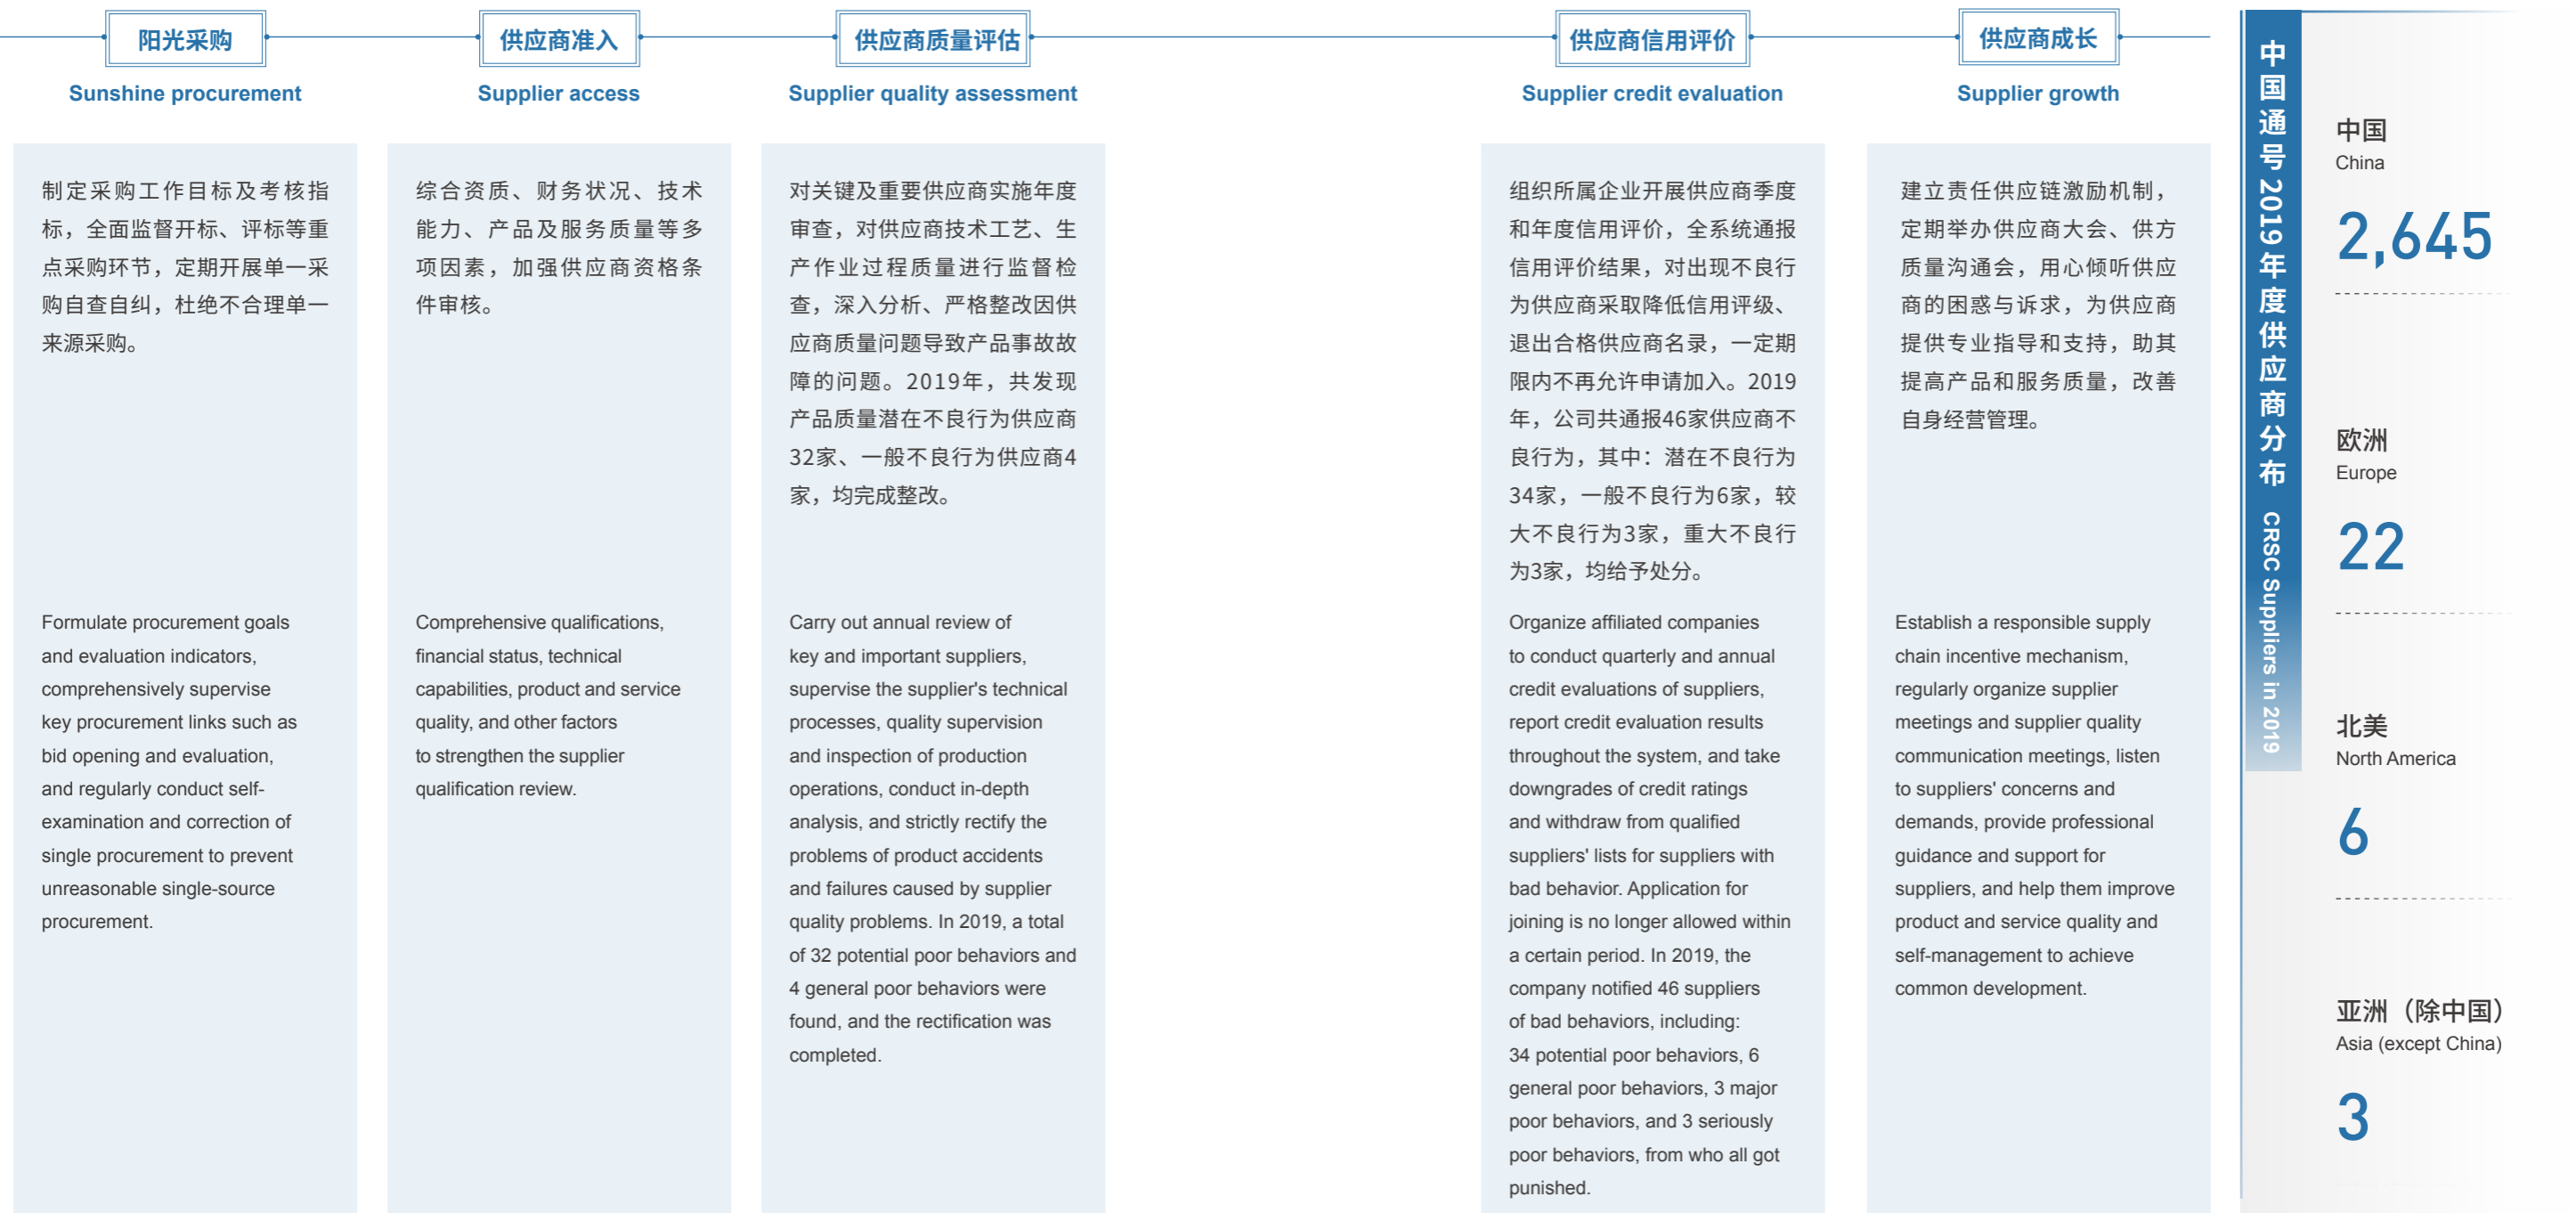 阳光采购
Sunshine procurement
制定采购工作目标及考核指
标，全面监督开标、评标等重
点采购环节，定期开展单一采
购自查自纠，杜绝不合理单一
来源采购。
Formulate procurement goals
and evaluation indicators,
comprehensively supervise
key procurement links such as
bid opening and evaluation,
and regularly conduct self-
examination and correction of
single procurement to prevent
unreasonable single-source
procurement.
供应商准入
Supplier access
综合资质、财务状况、技术
能力、产品及服务质量等多
项因素，加强供应商资格条
件审核。
Comprehensive qualifications,
financial status, technical
capabilities, product and service
quality, and other factors
to strengthen the supplier
qualification review.
供应商质量评估
Supplier quality assessment
对关键及重要供应商实施年度
审查，对供应商技术工艺、生
产作业过程质量进行监督检
查，深入分析、严格整改因供
应商质量问题导致产品事故故
障的问题。2019年，共发现
产品质量潜在不良行为供应商
32家、一般不良行为供应商4
家，均完成整改。
Carry out annual review of
key and important suppliers,
supervise the supplier's technical
processes, quality supervision
and inspection of production
operations, conduct in-depth
analysis, and strictly rectify the
problems of product accidents
and failures caused by supplier
quality problems. In 2019, a total
of 32 potential poor behaviors and
4 general poor behaviors were
found, and the rectification was
completed.
供应商信用评价
Supplier credit evaluation
组织所属企业开展供应商季度
和年度信用评价，全系统通报
信用评价结果，对出现不良行
为供应商采取降低信用评级、
退出合格供应商名录，一定期
限内不再允许申请加入。2019
年，公司共通报46家供应商不
良行为，其中：潜在不良行为
34家，一般不良行为6家，较
大不良行为3家，重大不良行
为3家，均给予处分。
Organize affiliated companies
to conduct quarterly and annual
credit evaluations of suppliers,
report credit evaluation results
throughout the system, and take
downgrades of credit ratings
and withdraw from qualified
suppliers' lists for suppliers with
bad behavior. Application for
joining is no longer allowed within
a certain period. In 2019, the
company notified 46 suppliers
of bad behaviors, including:
34 potential poor behaviors, 6
general poor behaviors, 3 major
poor behaviors, and 3 seriously
poor behaviors, from who all got
punished.
供应商成长
Supplier growth
建立责任供应链激励机制，
定期举办供应商大会、供方
质量沟通会，用心倾听供应
商的困惑与诉求，为供应商
提供专业指导和支持，助其
提高产品和服务质量，改善
自身经营管理。
Establish a responsible supply
chain incentive mechanism,
regularly organize supplier
meetings and supplier quality
communication meetings, listen
to suppliers' concerns and
demands, provide professional
guidance and support for
suppliers, and help them improve
product and service quality and
self-management to achieve
common development.
中国通号2019年度供应商分布 CRSC Suppliers in 2019
中国
China
2,645
欧洲
Europe
22
北美
North America
6
亚洲（除中国）
Asia (except China)
3